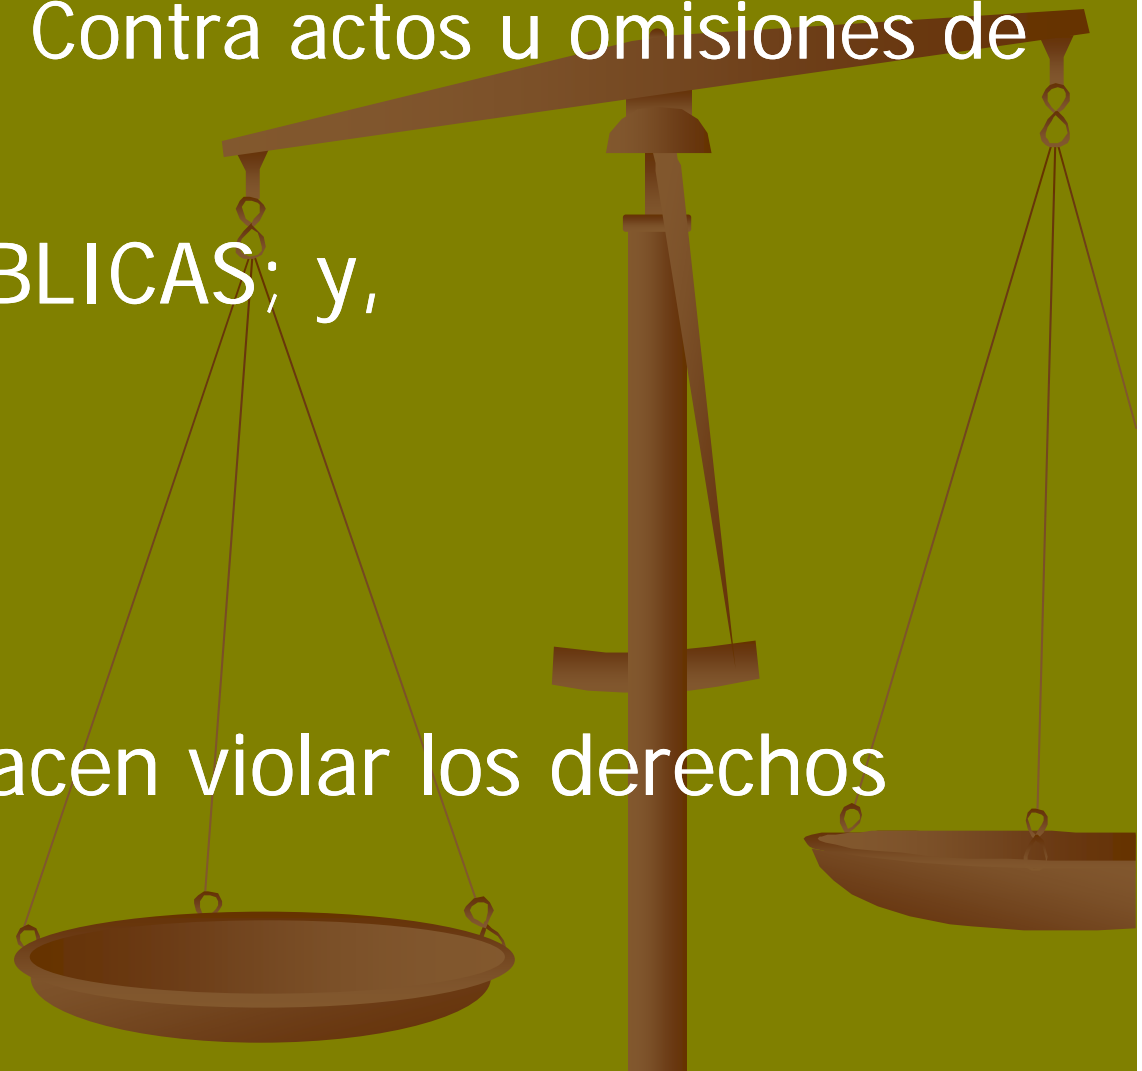 Contra actos u omisiones de
BLICAS; y,
acen violar los derechos